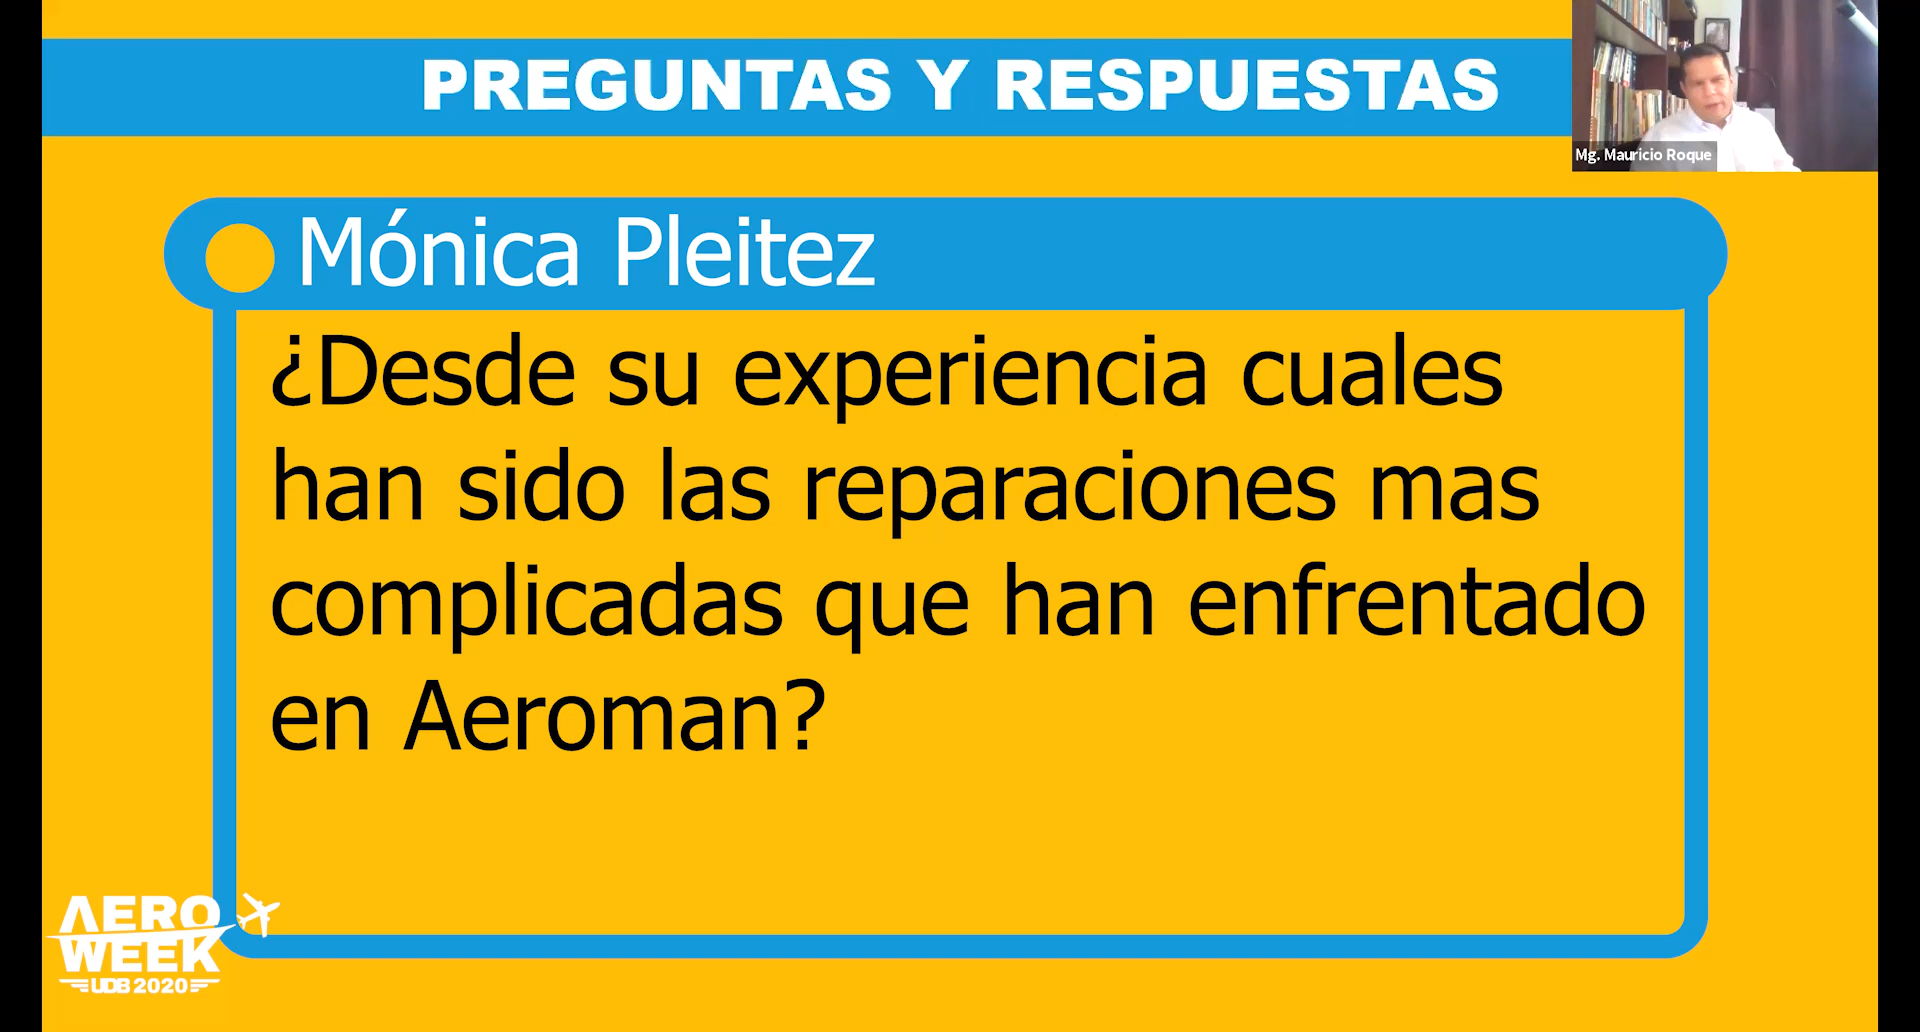 PREGUNTAS Y RESPUESTAS
Mg. Mauricio Roque
Mónica Pleitez
¿Desde su experiencia cuales
han sido las reparaciones mas
complicadas que han enfrentado
en Aeroman?
AERO
WEEK
UDB 2020